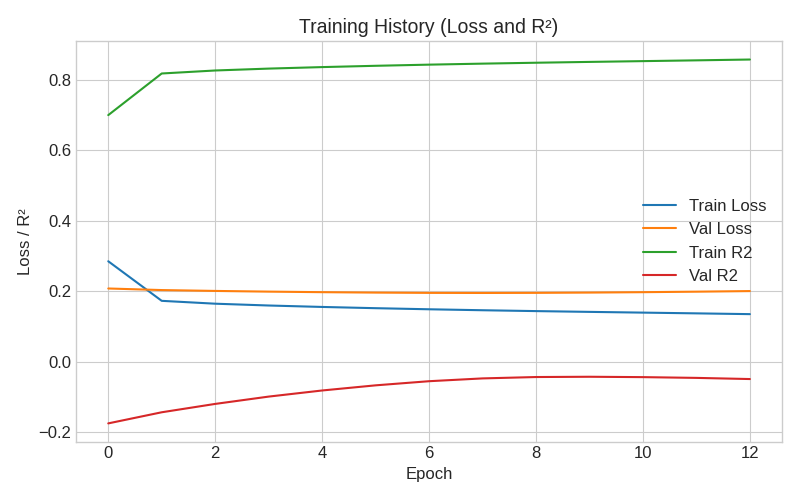 Training History (Loss and R²)
Loss / R²
0.8
0.6
0.4
0.2
0.0
−0.2
Train Loss
Val Loss
Train R2
Val R2
0 2 4 6 8 10 12
Epoch